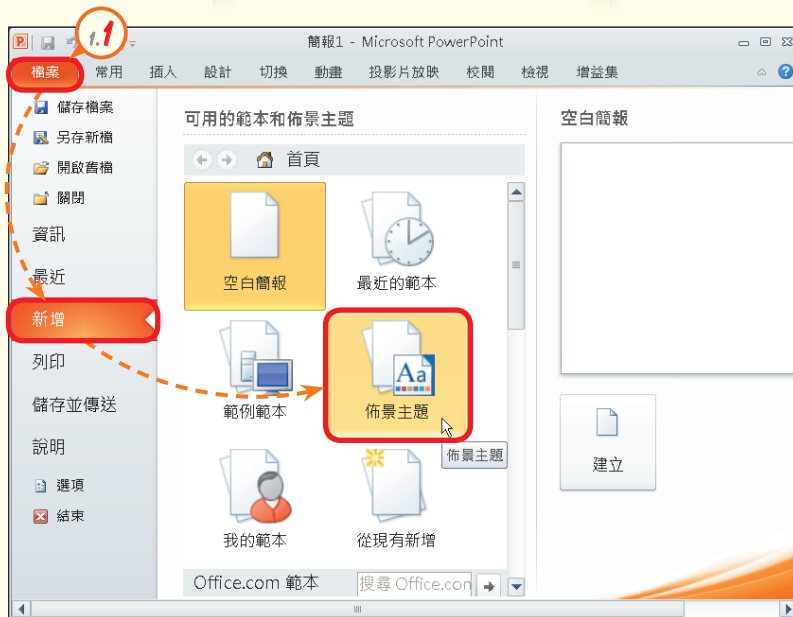 1.1
簡報1 - Microsoft PowerPoint
檔案 常用 插入 設計 切換 動畫 投影片放映 校閱 檢視 增益集
儲存檔案
另存新檔
開啟舊檔
關閉
資訊
最近
新增
列印
儲存並傳送
說明
選項
結束
可用的範本和佈景主題
首頁
空白簡報 最近的範本
範例範本 佈景主題
佈景主題
我的範本 從現有新增
Office.com 範本 搜尋 Office.con
空白簡報
建立